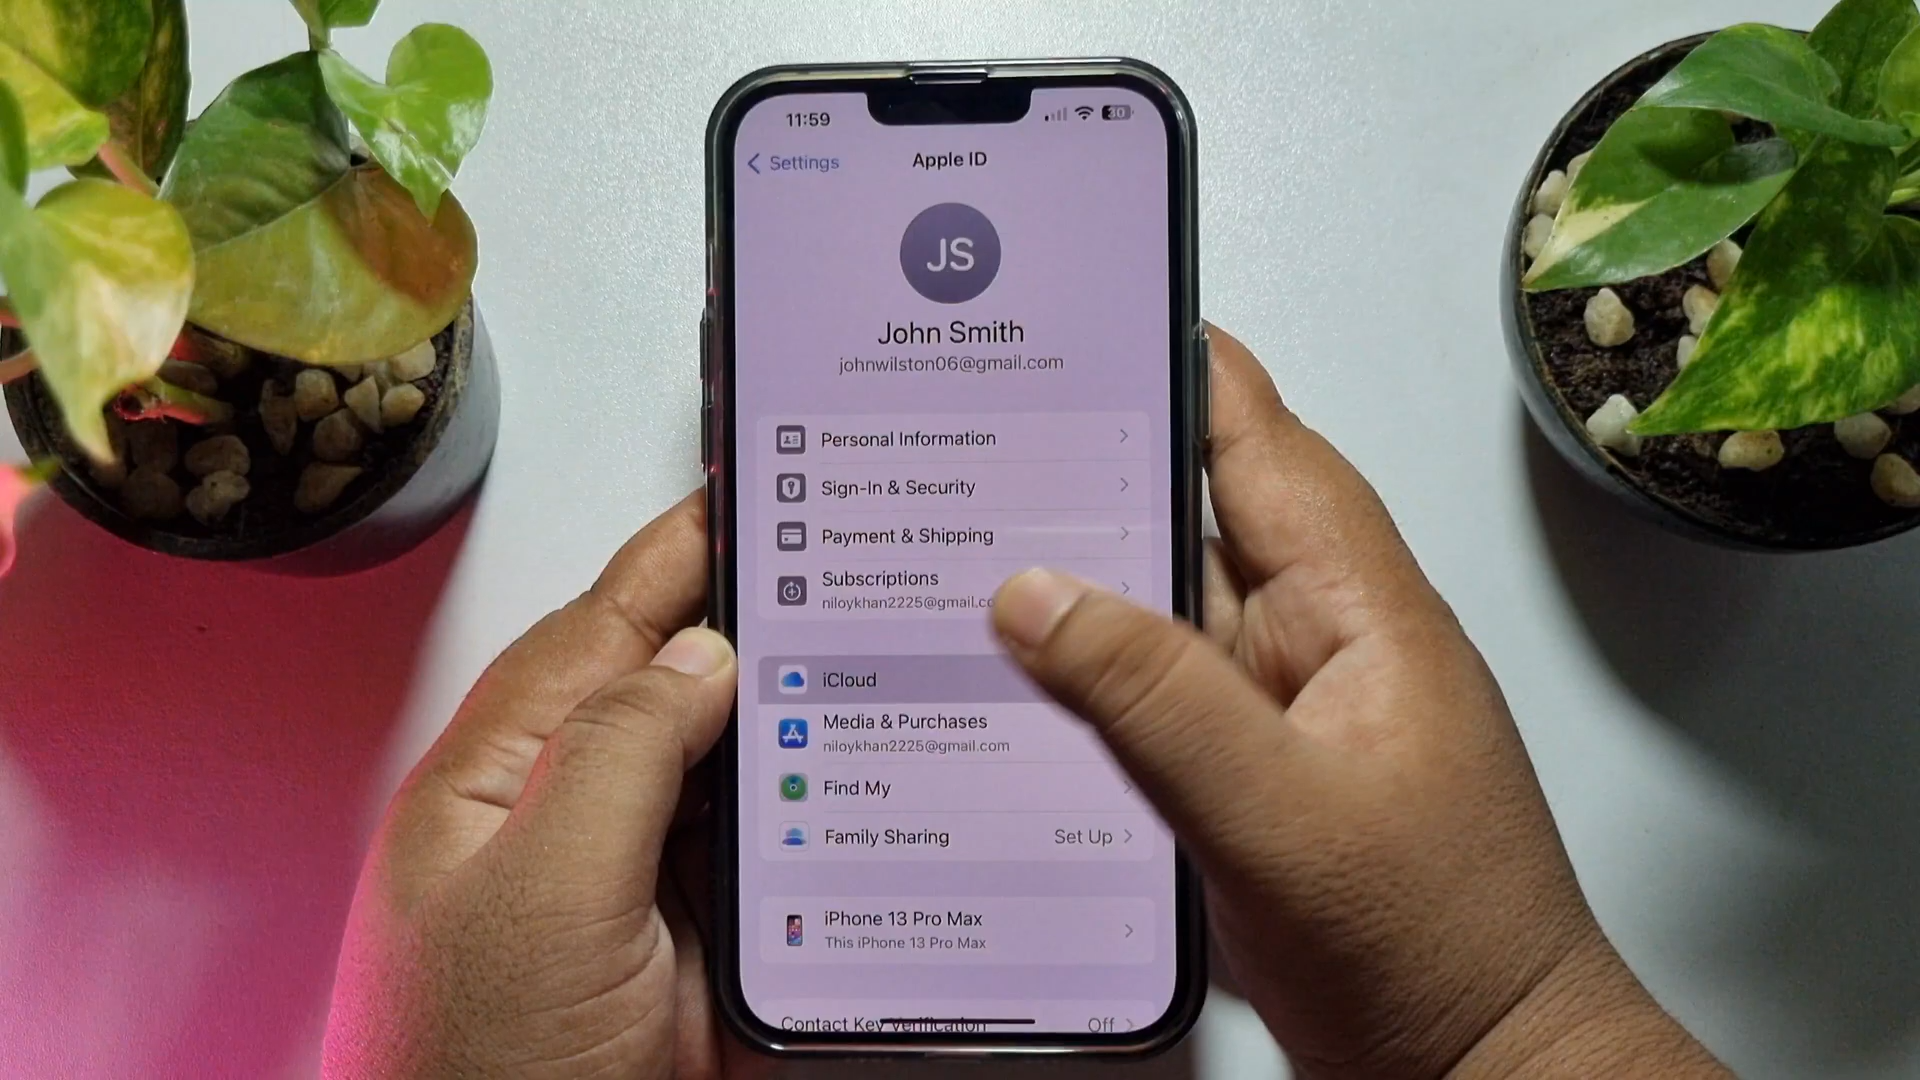 11:59
30
Settings
Apple ID
JS
John Smith
johnwilston06@gmail.com
Personal Information
Sign-In & Security
Payment & Shipping
Subscriptions
niloykhan2225@gmail.co
iCloud
Media & Purchases
niloykhan2225@gmail.com
Find My
Family Sharing Set Up
iPhone 13 Pro Max
This iPhone 13 Pro Max
Contact Key Verification Off